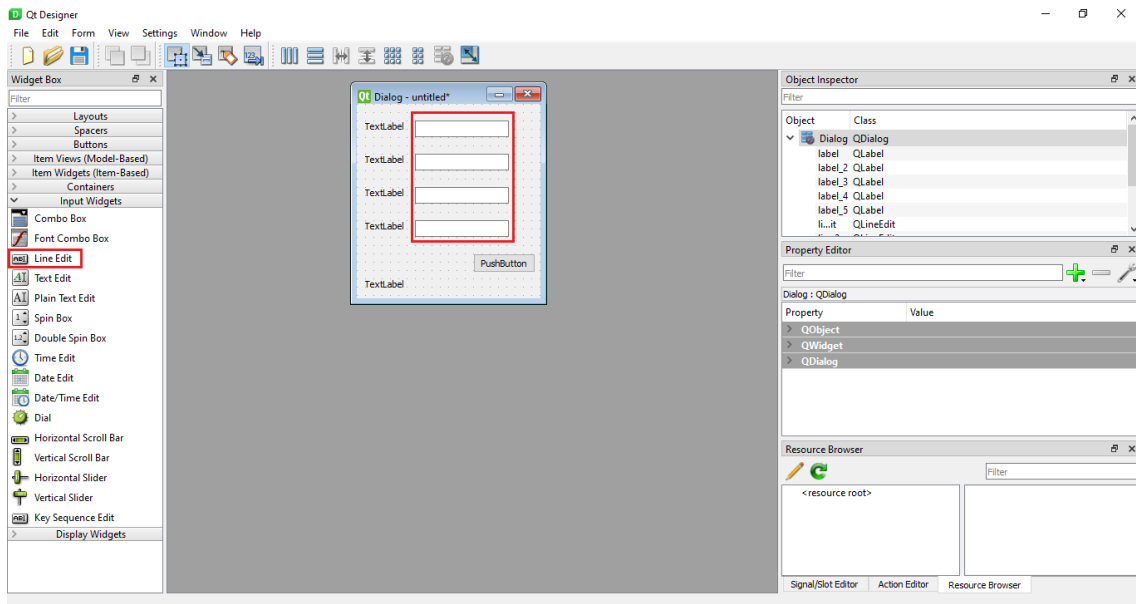 Qt Designer
File Edit Form View Settings Window Help
Widget Box
Filter
Layouts
Spacers
Buttons
Item Views (Model-Based)
Item Widgets (Item-Based)
Containers
Input Widgets
Combo Box
Font Combo Box
Line Edit
Text Edit
Plain Text Edit
Spin Box
Double Spin Box
Time Edit
Date Edit
Date/Time Edit
Dial
Horizontal Scroll Bar
Vertical Scroll Bar
Horizontal Slider
Vertical Slider
Key Sequence Edit
Display Widgets
Dialog - untitled*
TextLabel
TextLabel
TextLabel
TextLabel
PushButton
TextLabel
Object Inspector
Filter
Object Class
Dialog QDialog
label QLabel
label_2 QLabel
label_3 QLabel
label_4 QLabel
label_5 QLabel
li...it QLineEdit
Property Editor
Filter
Dialog : QDialog
Property Value
QObject
QWidget
QDialog
Resource Browser
Filter
<resource root>
Signal/Slot Editor Action Editor Resource Browser